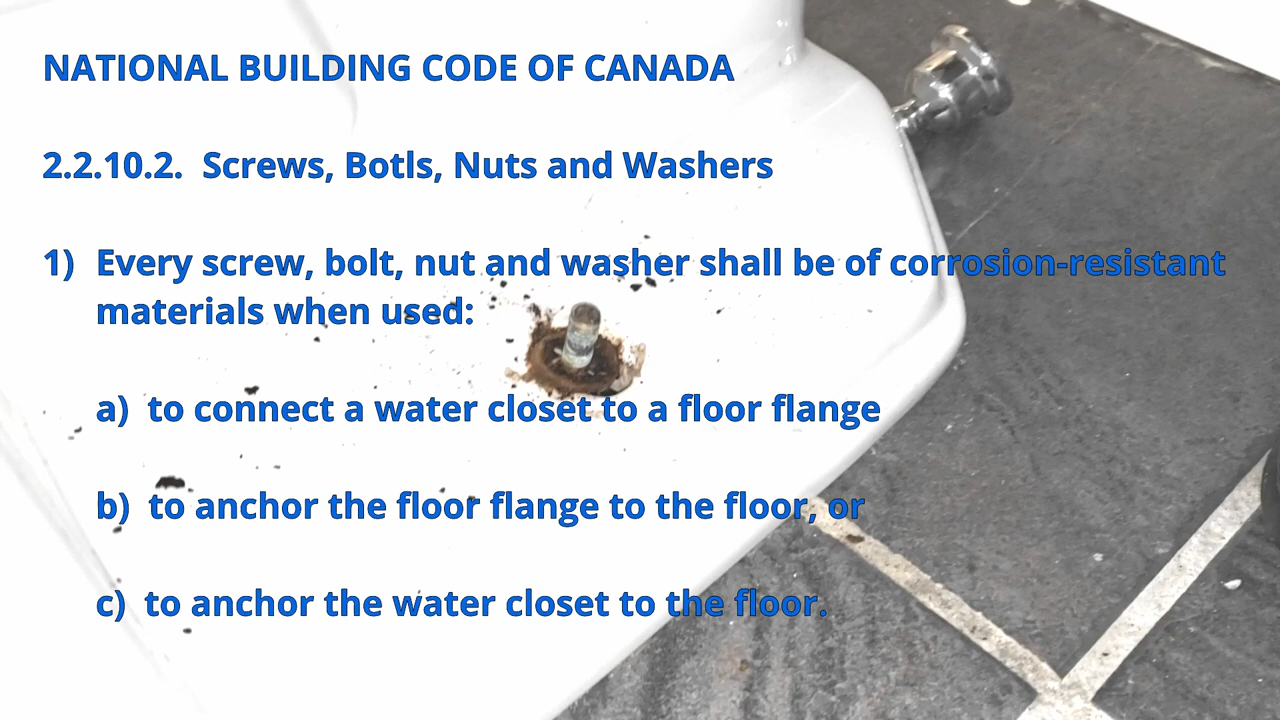 NATIONAL BUILDING CODE OF CANADA
2.2.10.2. Screws, Botls, Nuts and Washers
1) Every screw, bolt, nut and washer shall be of corrosion-resistant
materials when used:
a) to connect a water closet to a floor flange
b) to anchor the floor flange to the floor, or
c) to anchor the water closet to the floor.